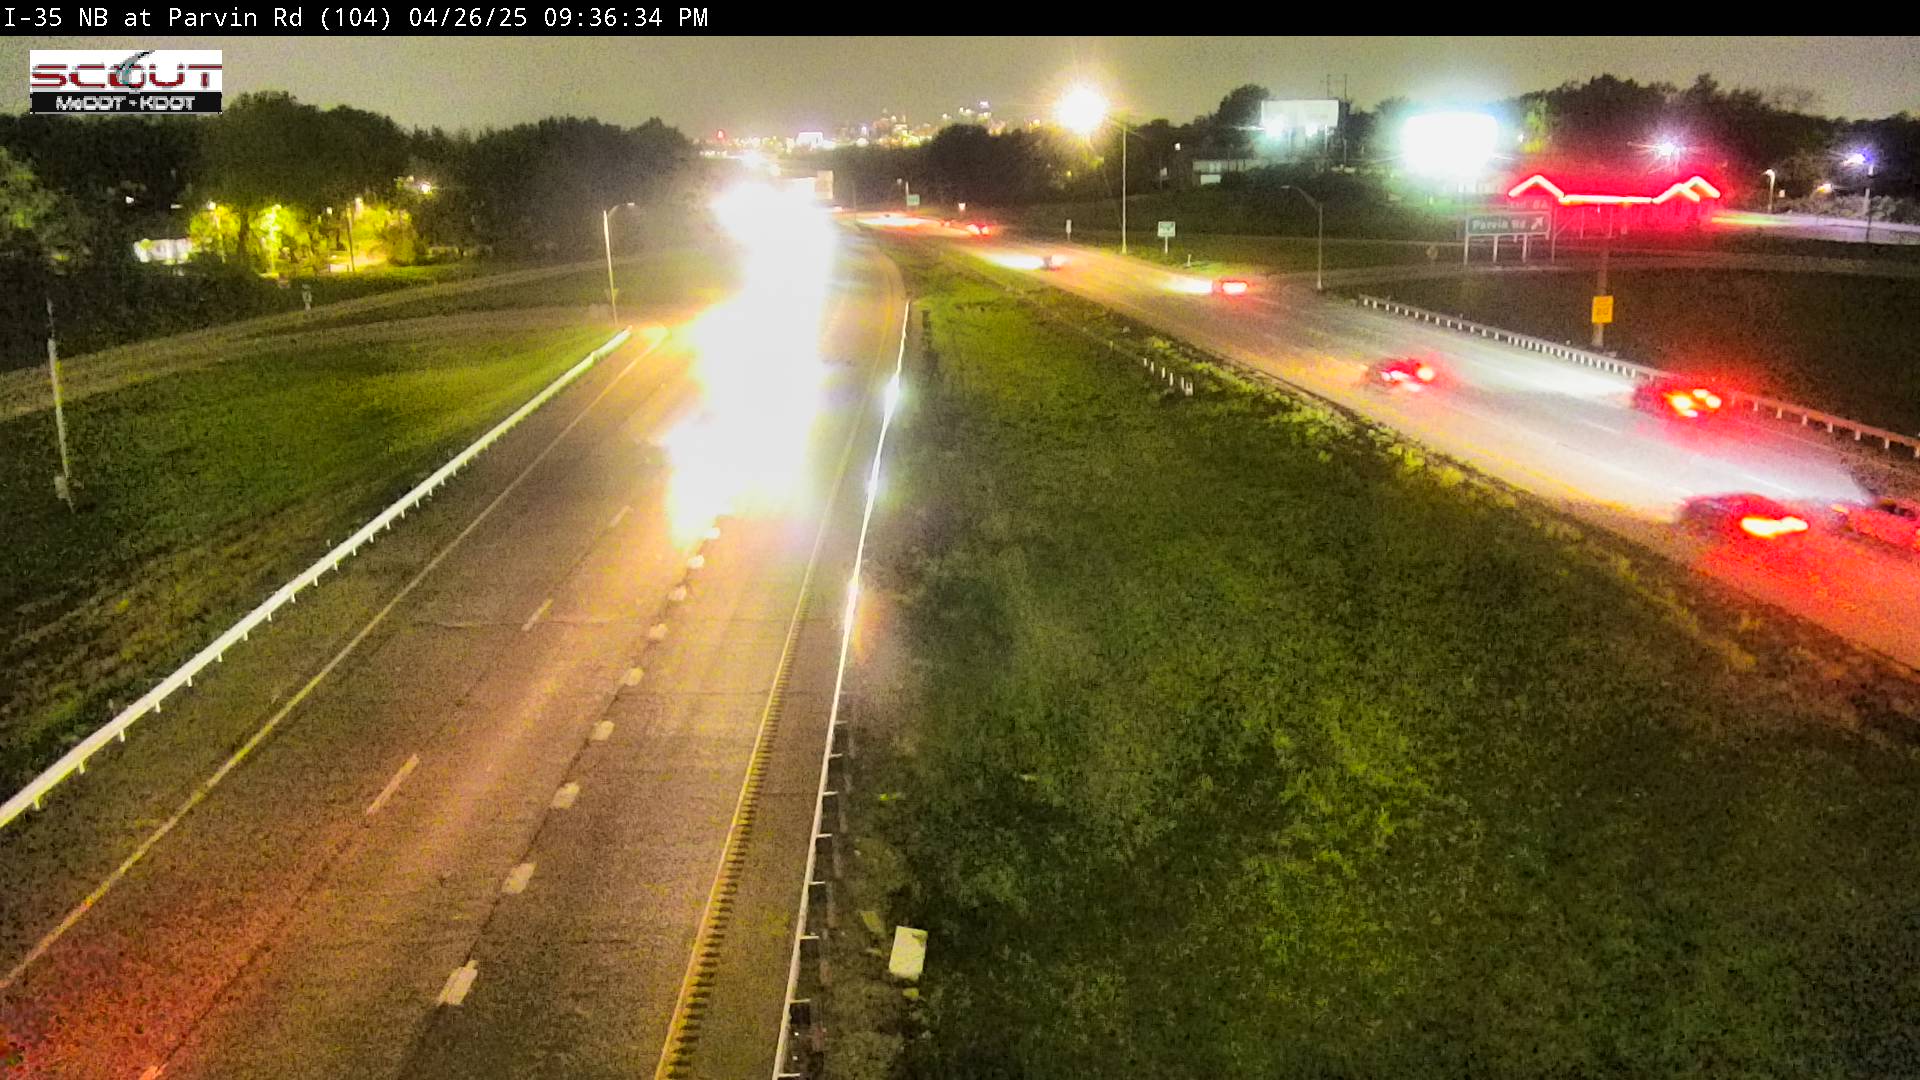 I-35 NB at Parvin Rd (104) 04/26/25 09:36:34 PM
SCOUT
MoDOT - KDOT
Parvin Rd